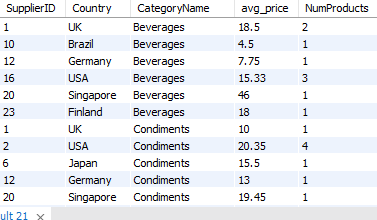 SupplierID Country CategoryName avg_price NumProducts
1 UK Beverages 18.5 2
10 Brazil Beverages 4.5 1
12 Germany Beverages 7.75 1
16 USA Beverages 15.33 3
20 Singapore Beverages 46 1
23 Finland Beverages 18 1
1 UK Condiments 10 1
2 USA Condiments 20.35 4
6 Japan Condiments 15.5 1
12 Germany Condiments 13 1
20 Singapore Condiments 19.45 1
ult 21 ×